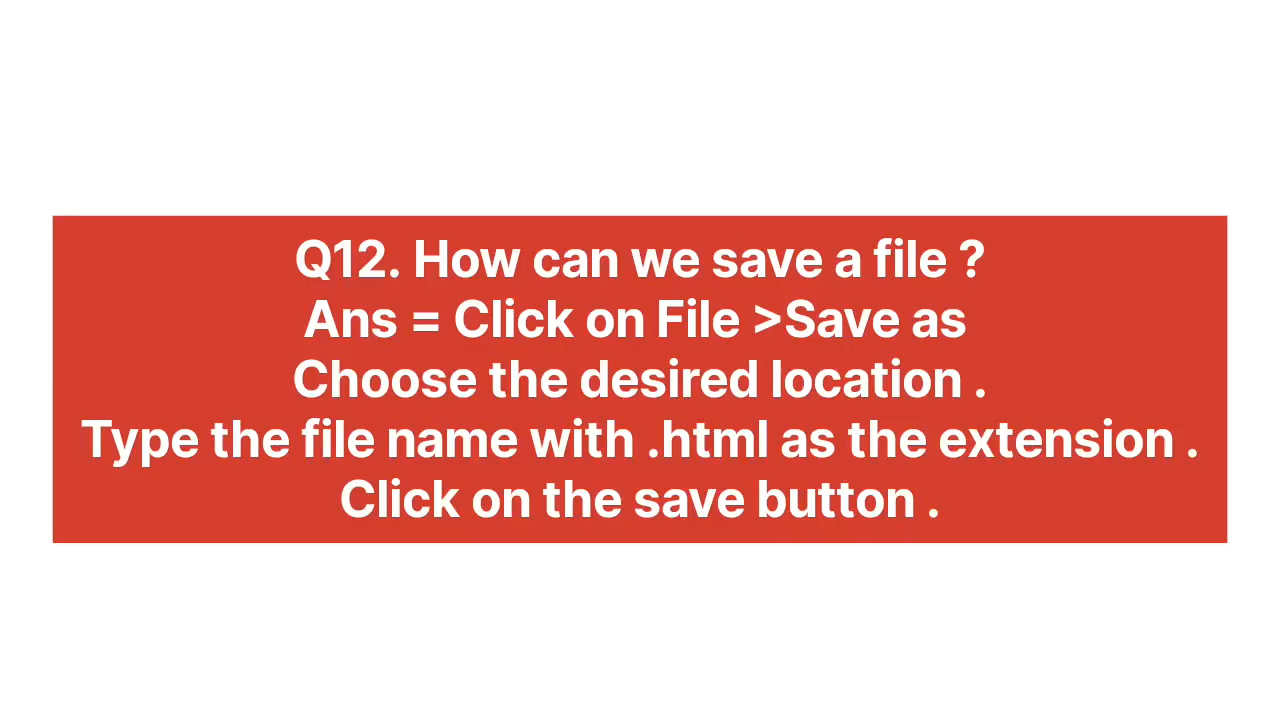 Q12. How can we save a file ?
Ans = Click on File >Save as
Choose the desired location .
Type the file name with .html as the extension .
Click on the save button .